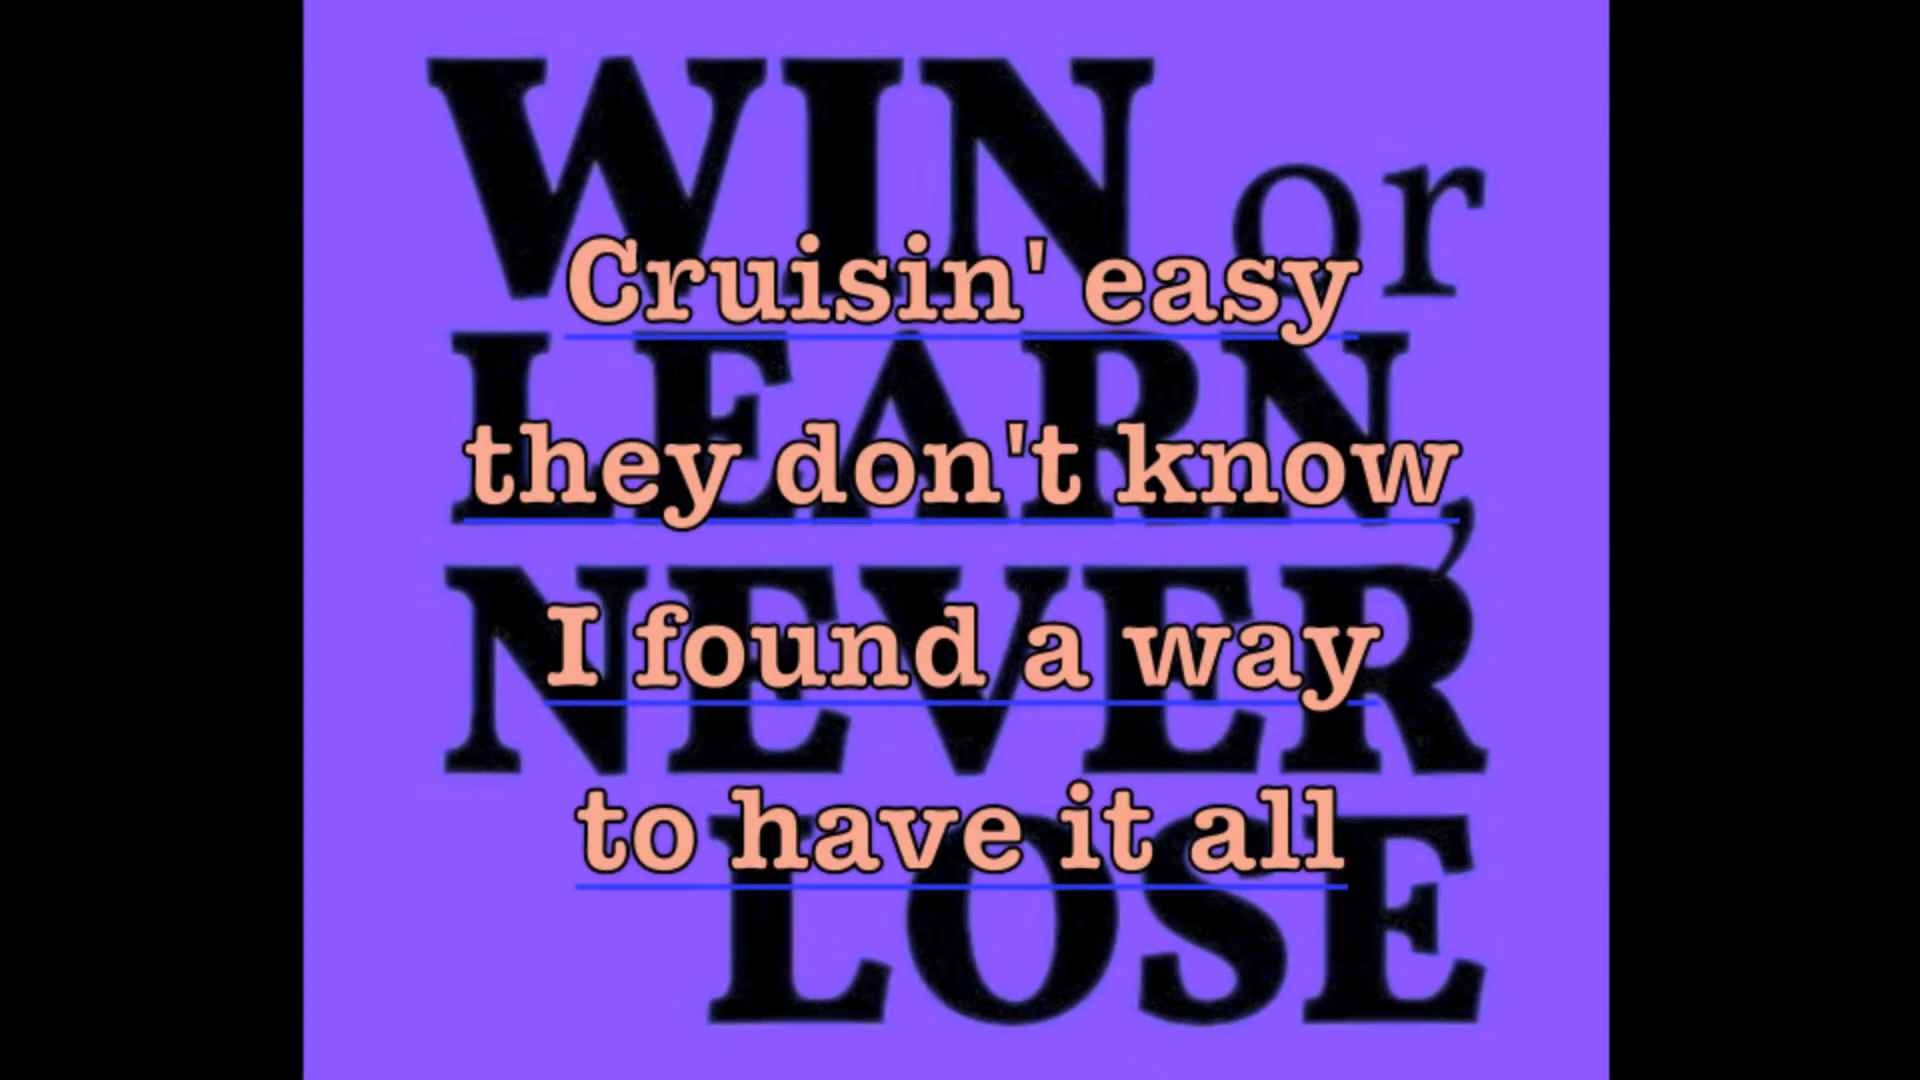 WIN or
Cruisin' easy
LEARN,
they don't know
NEVER
I found a way
LOSE
to have it all